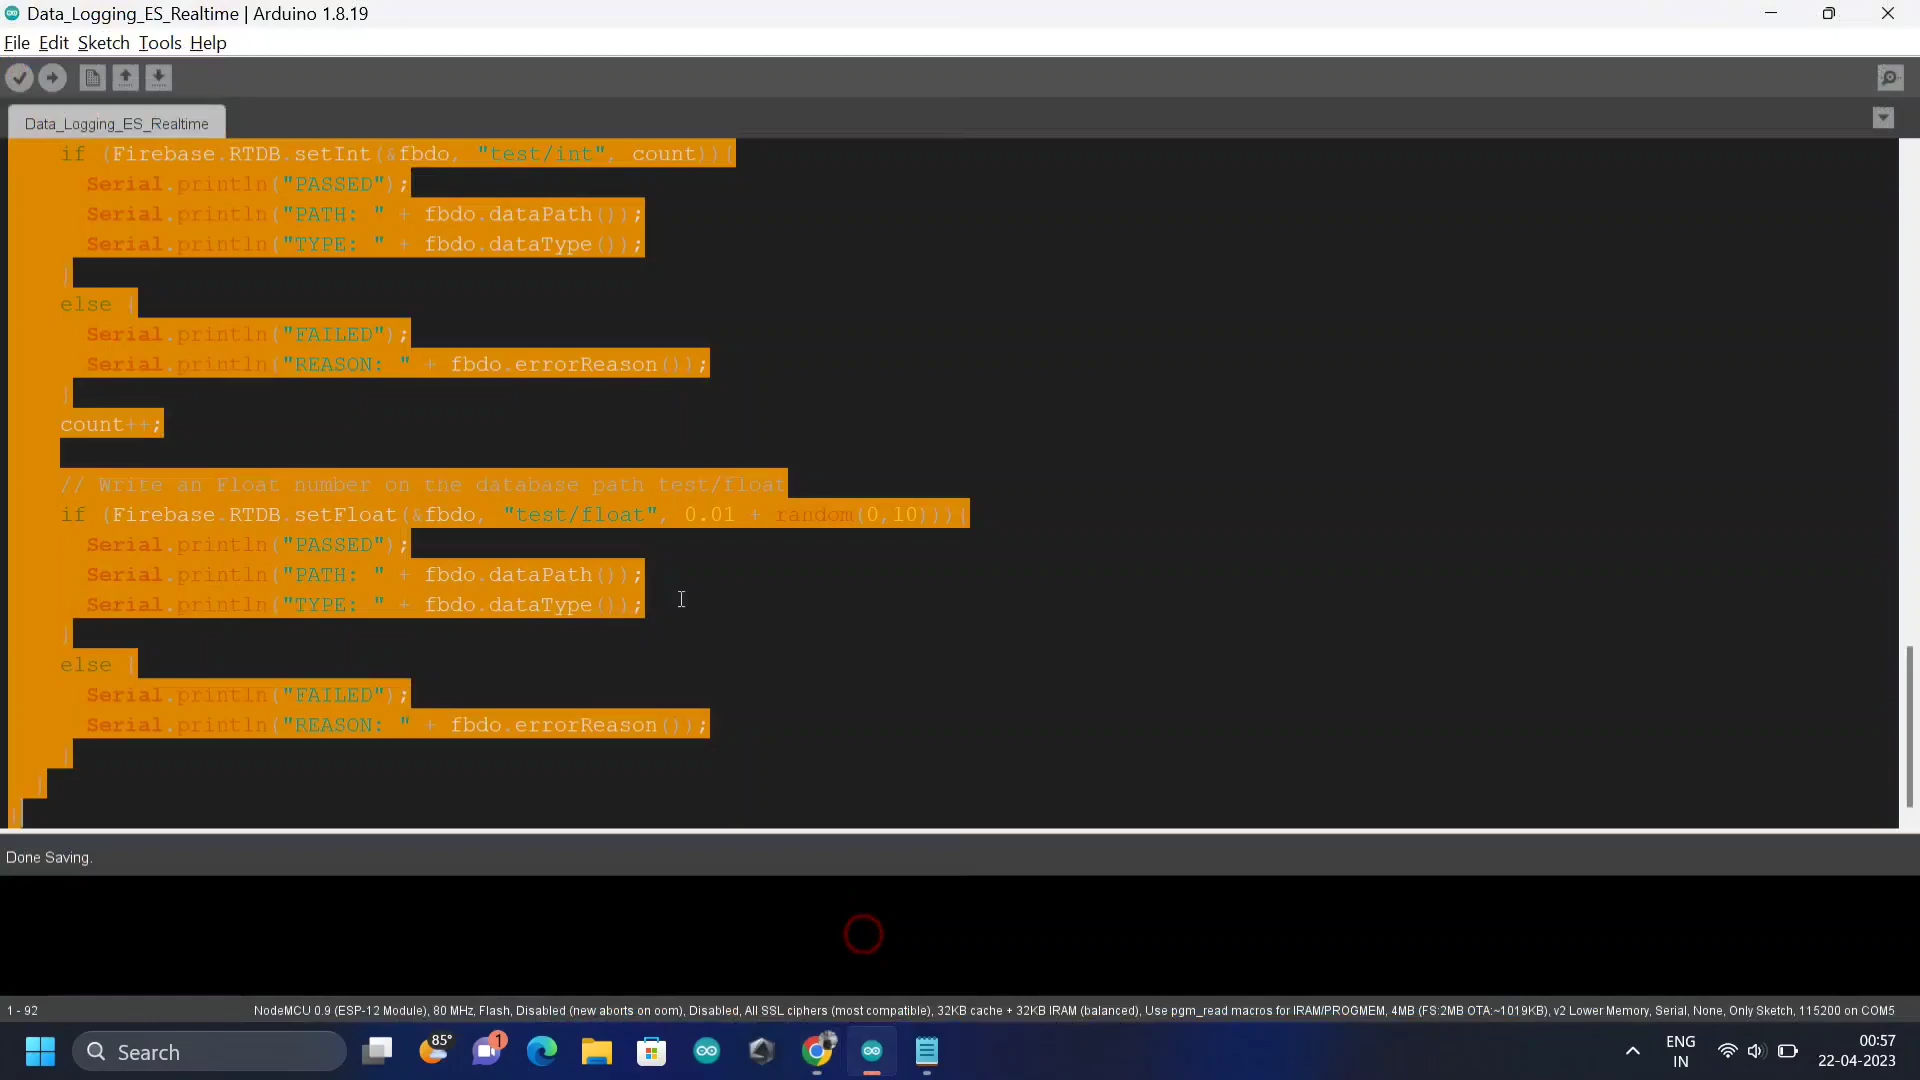 Data_Logging_ES_Realtime | Arduino 1.8.19
File Edit Sketch Tools Help
Data_Logging_ES_Realtime
if (Firebase.RTDB.setInt(&fbdo, "test/int", count)){
Serial.println("PASSED");
Serial.println("PATH: " + fbdo.dataPath());
Serial.println("TYPE: " + fbdo.dataType());
}
else {
Serial.println("FAILED");
Serial.println("REASON: " + fbdo.errorReason());
}
count++;
// Write an Float number on the database path test/float
if (Firebase.RTDB.setFloat(&fbdo, "test/float", 0.01 + random(0,10))){
Serial.println("PASSED");
Serial.println("PATH: " + fbdo.dataPath());
Serial.println("TYPE: " + fbdo.dataType());
}
else {
Serial.println("FAILED");
Serial.println("REASON: " + fbdo.errorReason());
}
}
}
Done Saving.
1 - 92
NodeMCU 0.9 (ESP-12 Module), 80 MHz, Flash, Disabled (new aborts on oom), Disabled, All SSL ciphers (most compatible), 32KB cache + 32KB IRAM (balanced), Use pgm_read macros for IRAM/PROGMEM, 4MB (FS:2MB OTA:~1019KB), v2 Lower Memory, Serial, None, Only Sketch, 115200 on COM5
Search
85°
1
ENG
IN
00:57
22-04-2023